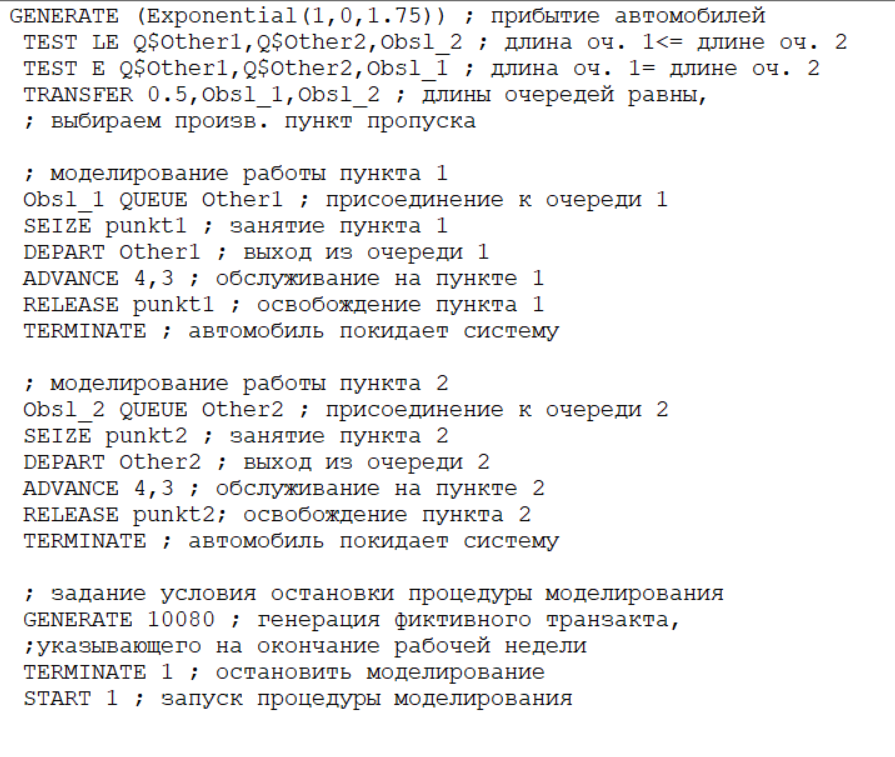 GENERATE (Exponential(1,0,1.75)) ; прибытие автомобилей
TEST LE Q$Other1,Q$Other2,Obsl_2 ; длина оч. 1<= длине оч. 2
TEST E Q$Other1,Q$Other2,Obsl_1 ; длина оч. 1= длине оч. 2
TRANSFER 0.5,Obsl_1,Obsl_2 ; длины очередей равны,
; выбираем произв. пункт пропуска
; моделирование работы пункта 1
Obsl_1 QUEUE Other1 ; присоединение к очереди 1
SEIZE punkt1 ; занятие пункта 1
DEPART Other1 ; выход из очереди 1
ADVANCE 4,3 ; обслуживание на пункте 1
RELEASE punkt1 ; освобождение пункта 1
TERMINATE ; автомобиль покидает систему
; моделирование работы пункта 2
Obsl_2 QUEUE Other2 ; присоединение к очереди 2
SEIZE punkt2 ; занятие пункта 2
DEPART Other2 ; выход из очереди 2
ADVANCE 4,3 ; обслуживание на пункте 2
RELEASE punkt2; освобождение пункта 2
TERMINATE ; автомобиль покидает систему
; задание условия остановки процедуры моделирования
GENERATE 10080 ; генерация фиктивного транзакта,
;указывающего на окончание рабочей недели
TERMINATE 1 ; остановить моделирование
START 1 ; запуск процедуры моделирования